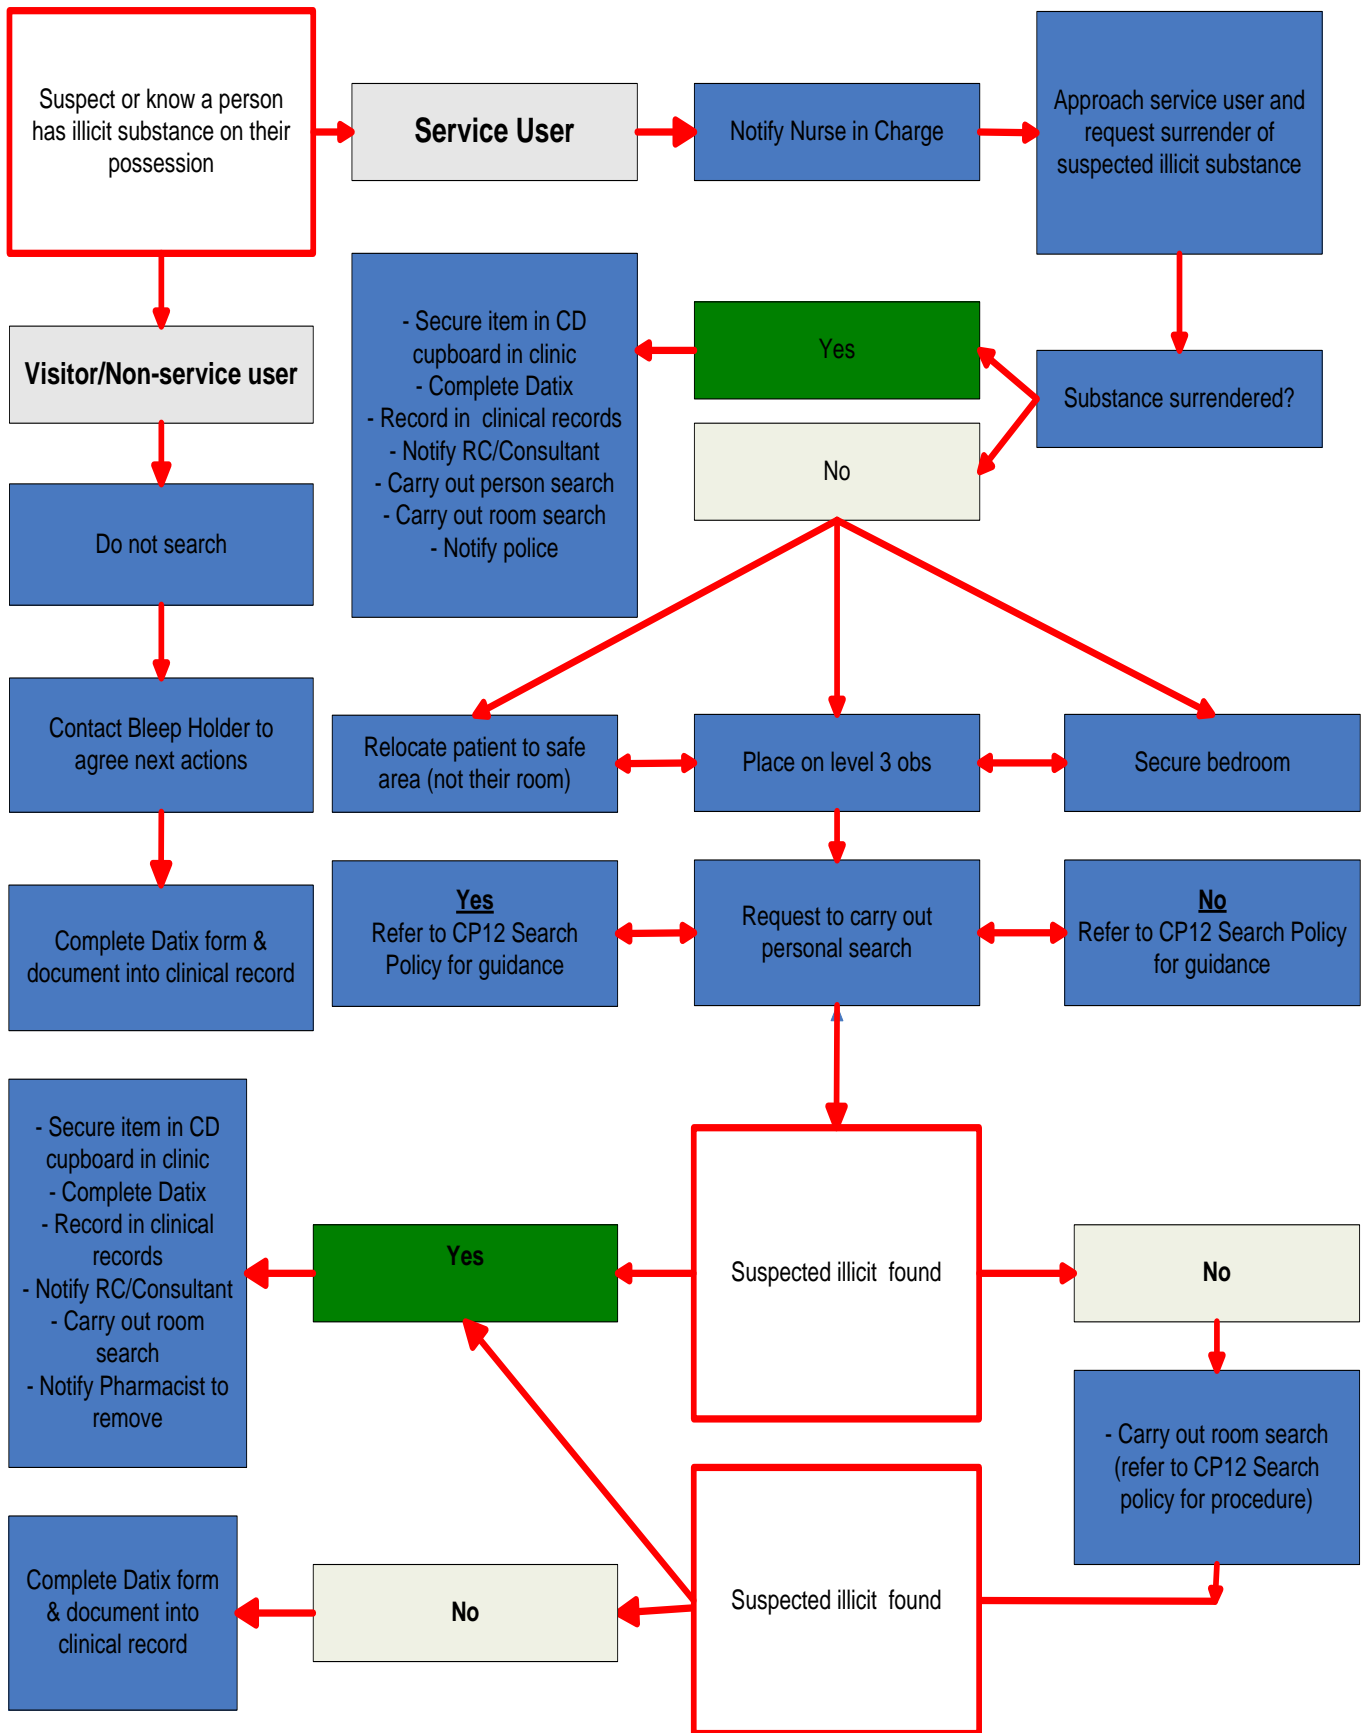 Suspect or know a person
has illicit substance on their
possession
Service User
Notify Nurse in Charge
Approach service user and
request surrender of
suspected illicit substance
Visitor/Non-service user
- Secure item in CD
cupboard in clinic
- Complete Datix
- Record in clinical records
- Notify RC/Consultant
- Carry out person search
- Carry out room search
- Notify police
Yes
Substance surrendered?
No
Do not search
Contact Bleep Holder to
agree next actions
Relocate patient to safe
area (not their room)
Place on level 3 obs
Secure bedroom
Complete Datix form &
document into clinical record
Yes
Refer to CP12 Search
Policy for guidance
Request to carry out
personal search
No
Refer to CP12 Search Policy
for guidance
- Secure item in CD
cupboard in clinic
- Complete Datix
- Record in clinical
records
- Notify RC/Consultant
- Carry out room
search
- Notify Pharmacist to
remove
Yes
Suspected illicit found
No
- Carry out room search
(refer to CP12 Search
policy for procedure)
Complete Datix form
& document into
clinical record
No
Suspected illicit found